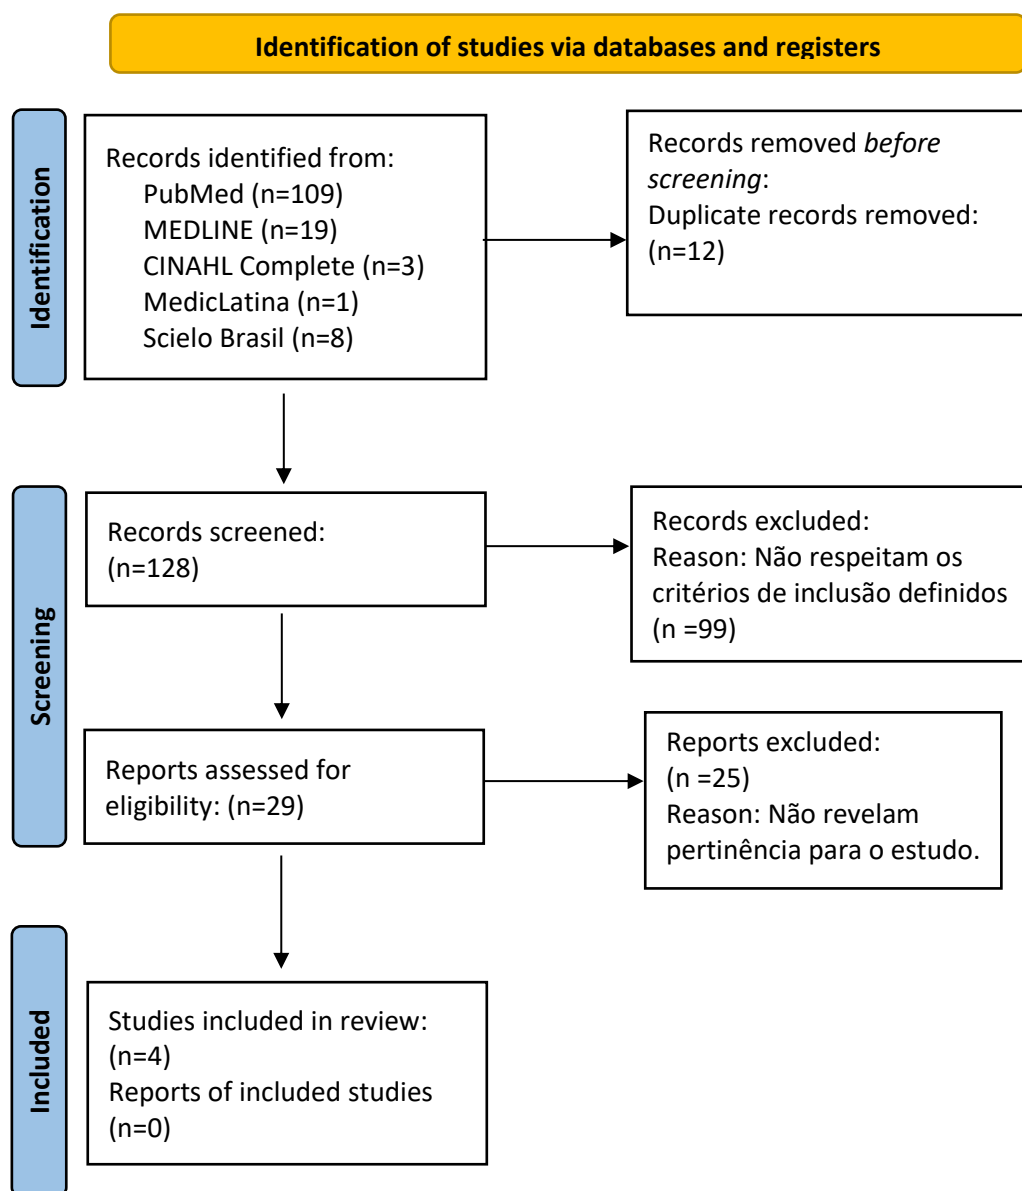 Identification of studies via databases and registers
Identification
Records identified from:
PubMed (n=109)
MEDLINE (n=19)
CINAHL Complete (n=3)
MedicLatina (n=1)
Scielo Brasil (n=8)
Records removed before
screening:
Duplicate records removed:
(n=12)
Screening
Records screened:
(n=128)
Records excluded:
Reason: Não respeitam os
critérios de inclusão definidos
(n =99)
Reports assessed for
eligibility: (n=29)
Reports excluded:
(n =25)
Reason: Não revelam
pertinência para o estudo.
Included
Studies included in review:
(n=4)
Reports of included studies
(n=0)